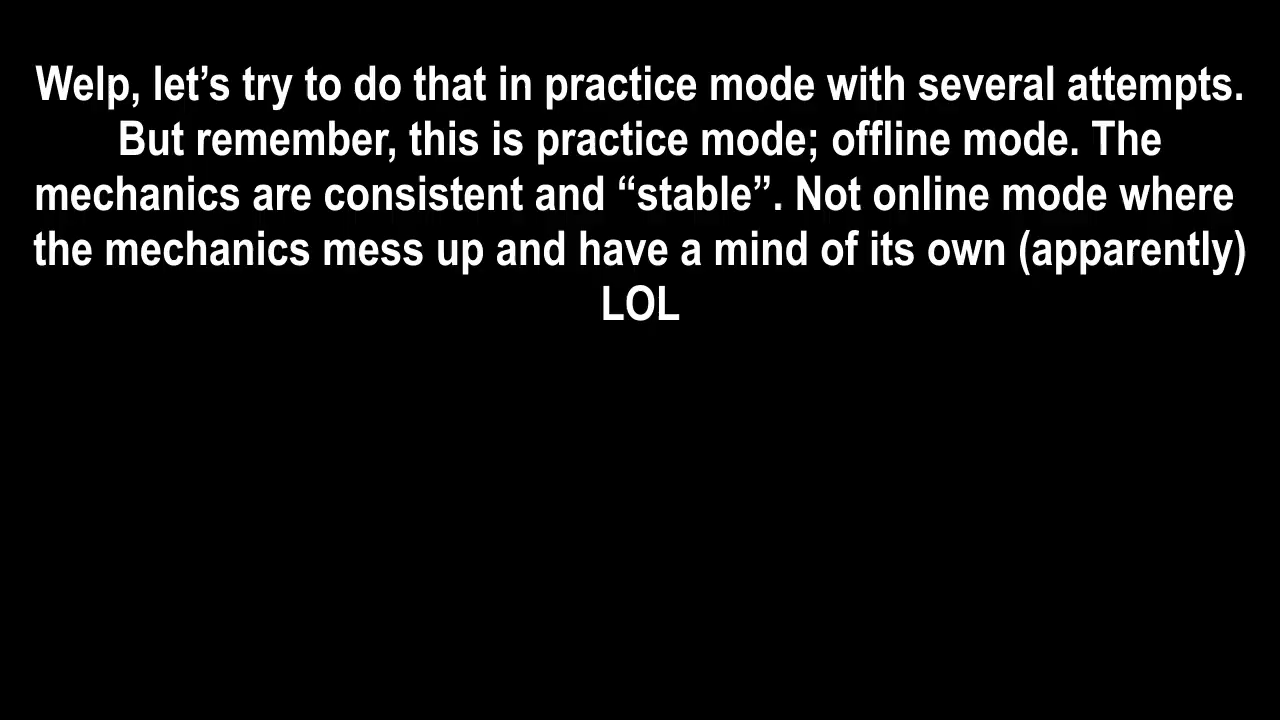 Welp, let’s try to do that in practice mode with several attempts.
But remember, this is practice mode; offline mode. The
mechanics are consistent and “stable”. Not online mode where
the mechanics mess up and have a mind of its own (apparently)
LOL